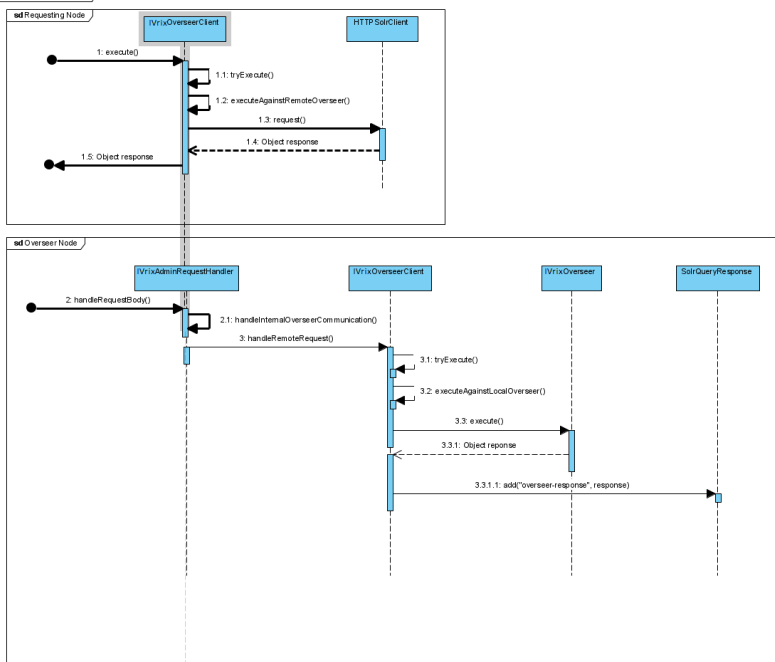 sd Requesting Node
IVrixOverseerClient
HTTPSolrClient
1: execute()
1.1: tryExecute()
1.2: executeAgainstRemoteOverseer()
1.3: request()
1.4: Object response
1.5: Object response
sd Overseer Node
IVrixAdminRequestHandler
IVrixOverseerClient
IVrixOverseer
SolrQueryResponse
2: handleRequestBody()
2.1: handleInternalOverseerCommunication()
3: handleRemoteRequest()
3.1: tryExecute()
3.2: executeAgainstLocalOverseer()
3.3: execute()
3.3.1: Object reponse
3.3.1.1: add("overseer-response", response)